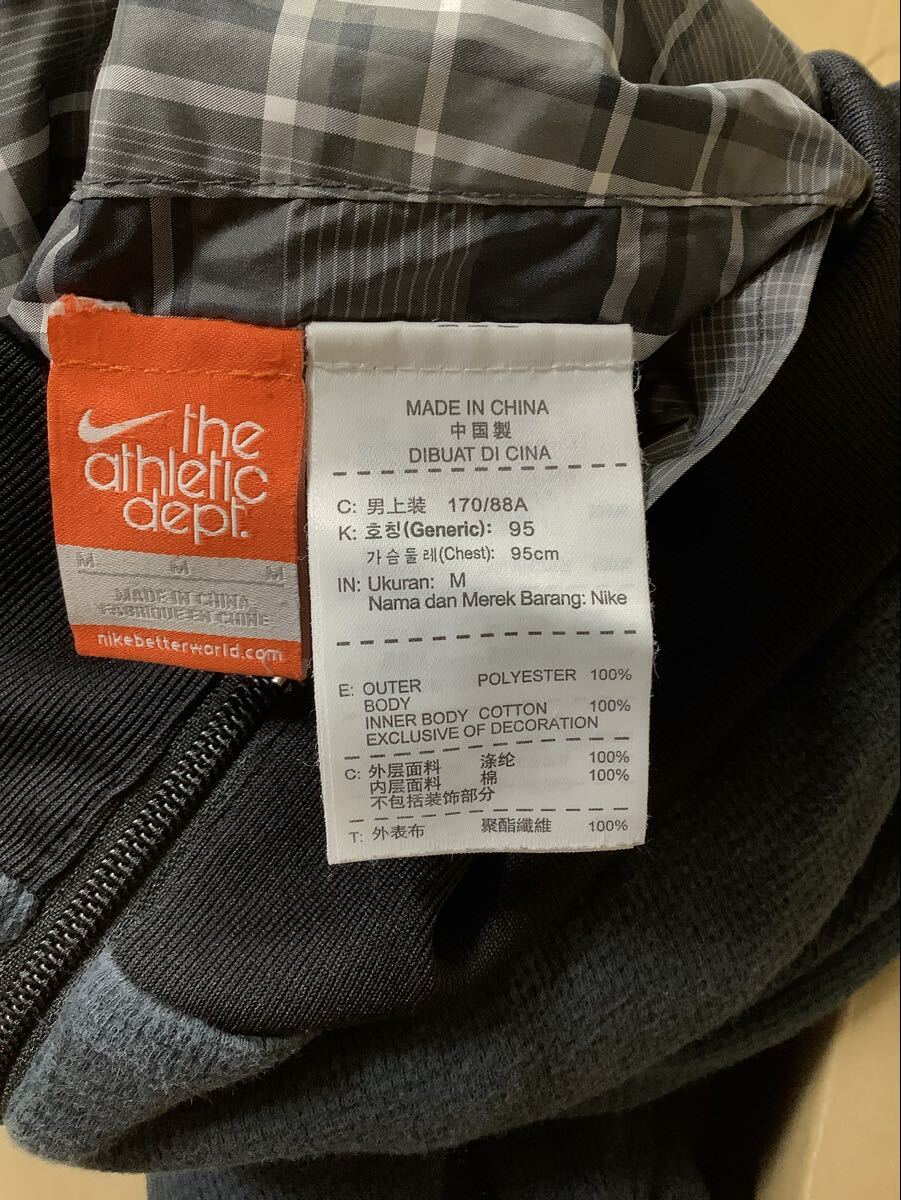 the
athletic
dept.
M M M
MADE IN CHINA
FABRIQUE EN CHINE
nikebetterworld.com
MADE IN CHINA
中国製
DIBUAT DI CINA
C: 男上装 170/88A
K: 호칭(Generic): 95
가슴둘레(Chest): 95cm
IN: Ukuran: M
Nama dan Merek Barang: Nike
E: OUTER POLYESTER 100%
BODY
INNER BODY COTTON 100%
EXCLUSIVE OF DECORATION
C: 外层面料 涤纶 100%
内层面料 棉 100%
不包括装饰部分
T: 外表布 聚酯纖維 100%